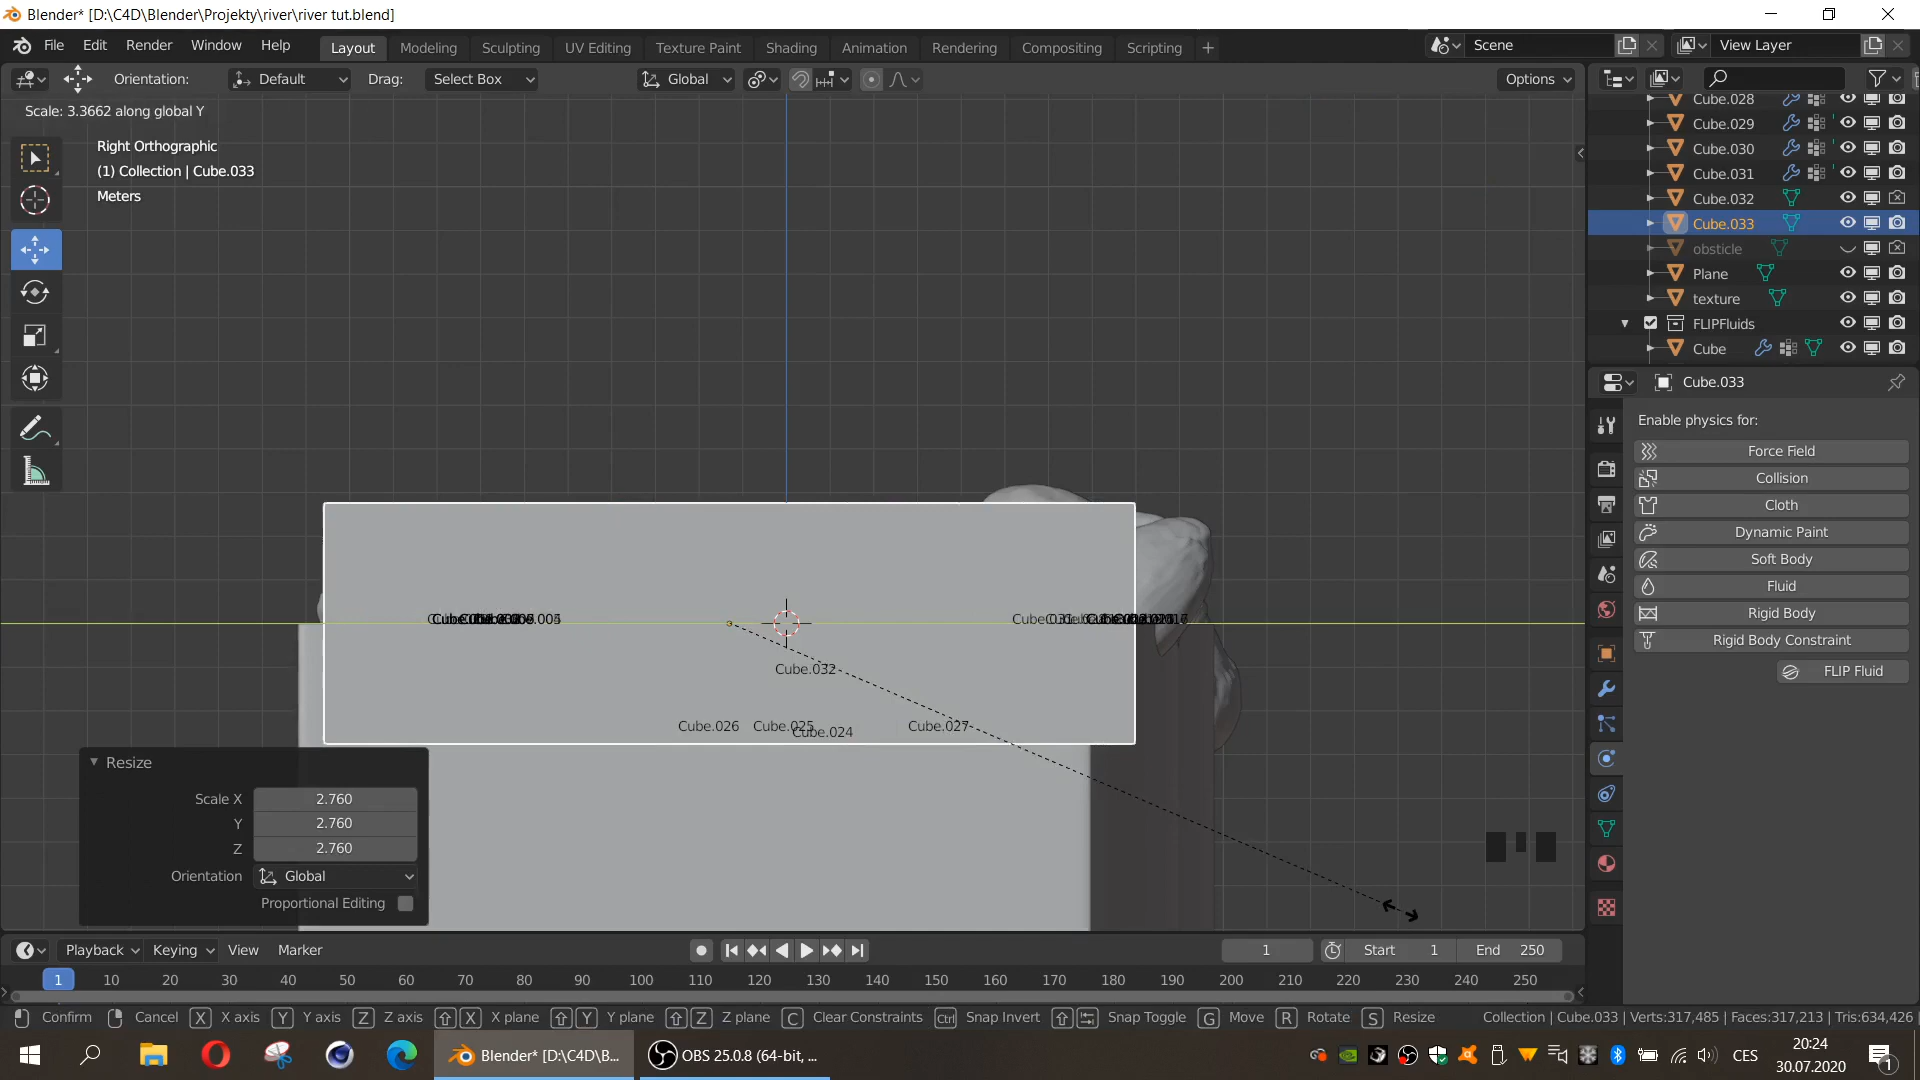 Blender* [D:\C4D\Blender\Projekty\river\river tut.blend]
File Edit Render Window Help
Layout Modeling Sculpting UV Editing Texture Paint Shading Animation Rendering Compositing Scripting +
Scene
View Layer
Orientation: Default Drag: Select Box Global Options
Scale: 3.3662 along global Y
Right Orthographic
(1) Collection | Cube.033
Meters
Cube.032
Cube.026 Cube.025 Cube.024 Cube.027
Resize
Scale X 2.760
Y 2.760
Z 2.760
Orientation Global
Proportional Editing
Cube.028
Cube.029
Cube.030
Cube.031
Cube.032
Cube.033
obsticle
Plane
texture
FLIPFluids
Cube
Cube.033
Enable physics for:
Force Field
Collision
Cloth
Dynamic Paint
Soft Body
Fluid
Rigid Body
Rigid Body Constraint
FLIP Fluid
Playback Keying View Marker
1 Start 1 End 250
1 10 20 30 40 50 60 70 80 90 100 110 120 130 140 150 160 170 180 190 200 210 220 230 240 250
Confirm Cancel X X axis Y Y axis Z Z axis X X plane Y Y plane Z Z plane C Clear Constraints Ctrl Snap Invert Snap Toggle G Move R Rotate S Resize Collection | Cube.033 | Verts:317,485 | Faces:317,213 | Tris:634,426
Blender* [D:\C4D\B... OBS 25.0.8 (64-bit, ...
CES
20:24
30.07.2020
1